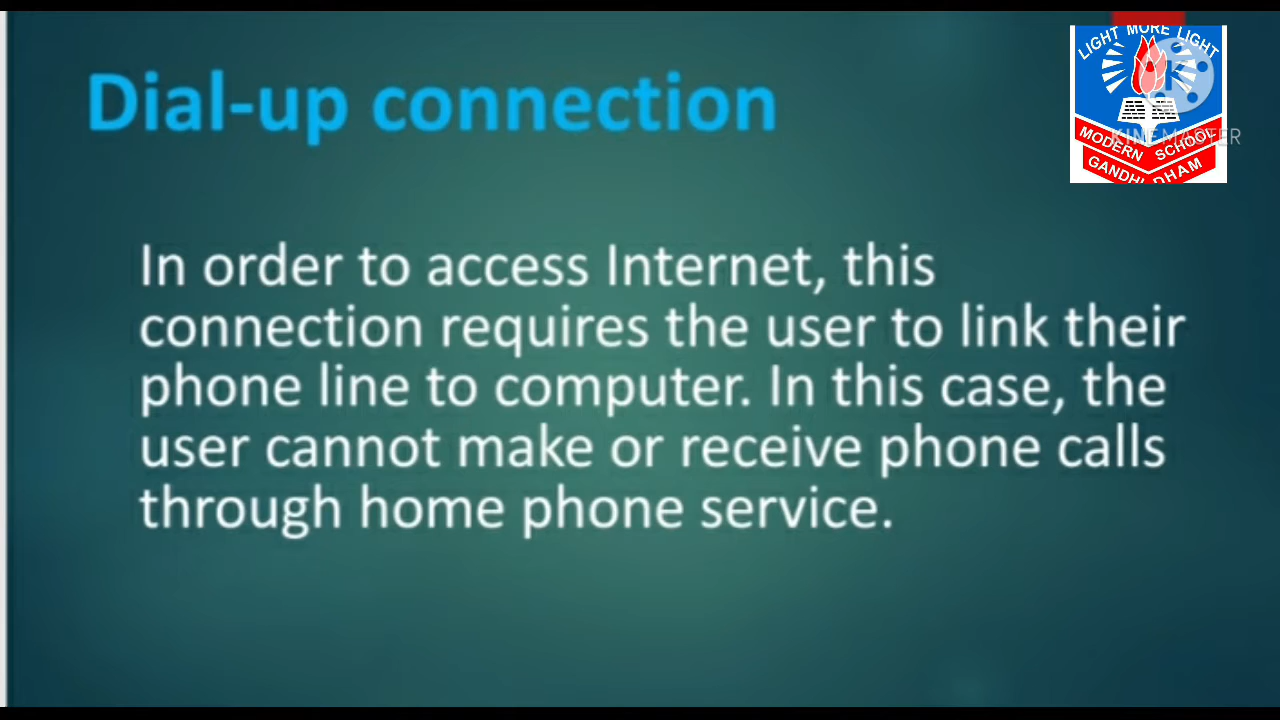 Dial-up connection
LIGHT MORE LIGHT
KINEMASTER
MODERN SCHOOL
GANDHIDHAM
In order to access Internet, this
connection requires the user to link their
phone line to computer. In this case, the
user cannot make or receive phone calls
through home phone service.